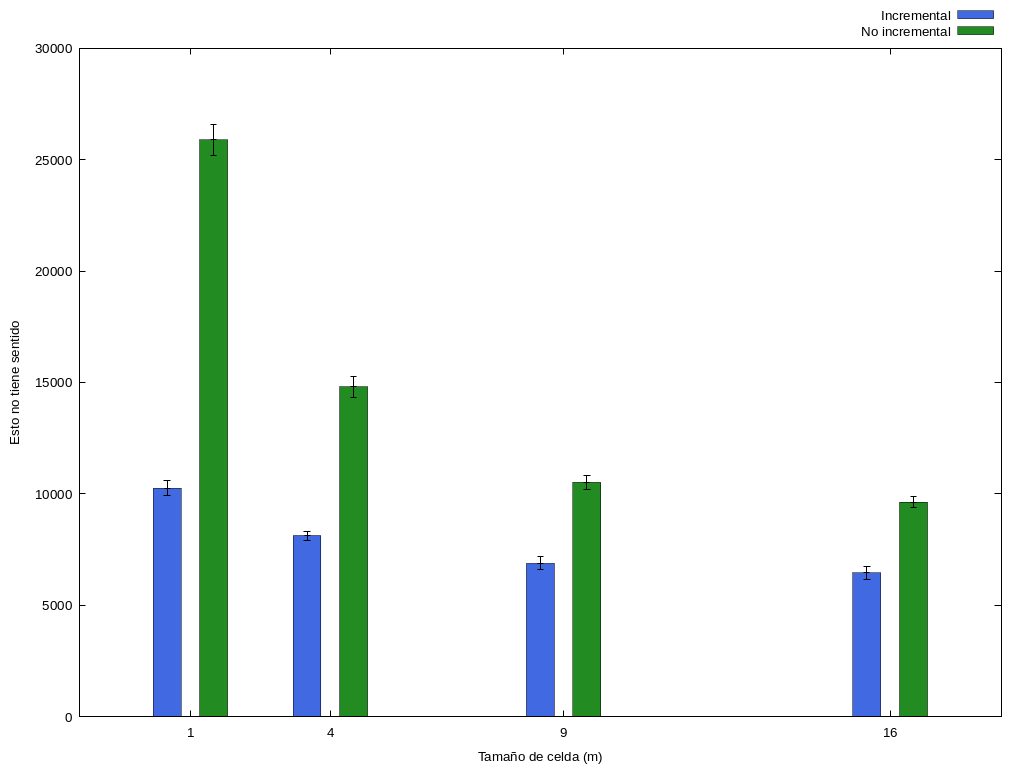 Incremental
No incremental
30000
25000
20000
15000
10000
5000
0
Esto no tiene sentido
1 4 9 16
Tamaño de celda (m)